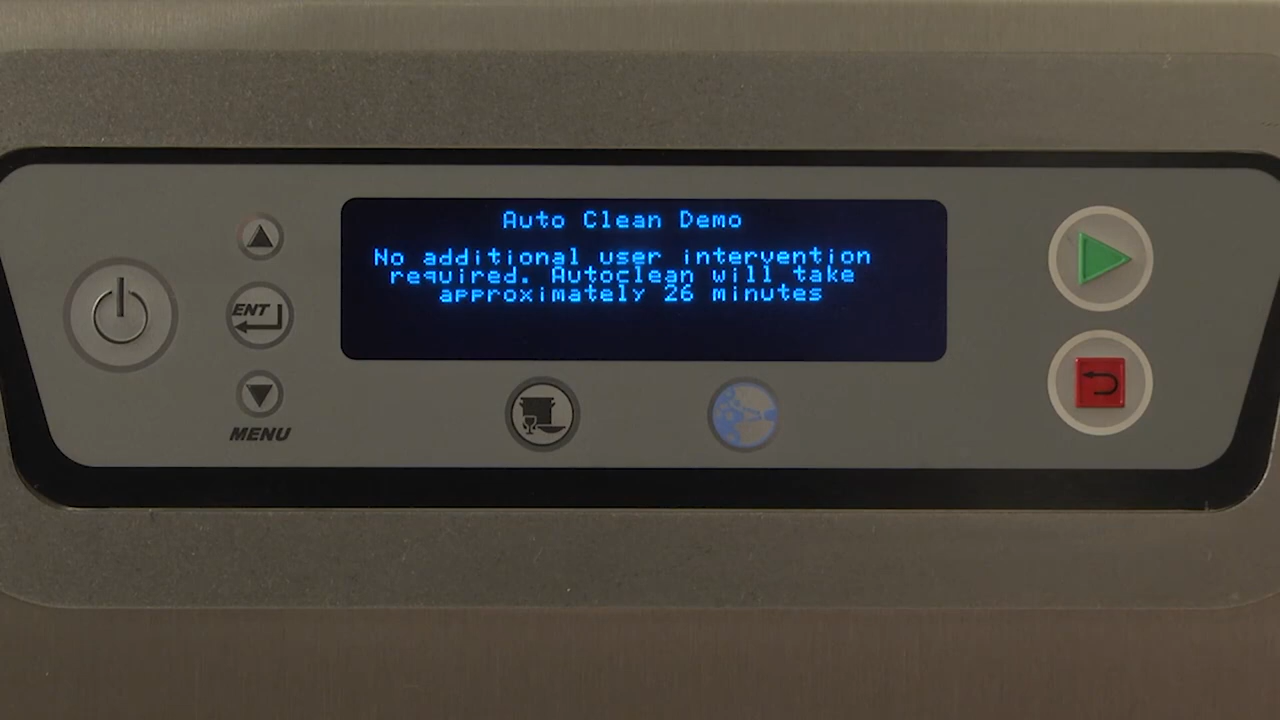 Auto Clean Demo
No additional user intervention
required. Autoclean will take
approximately 26 minutes
ENT
MENU